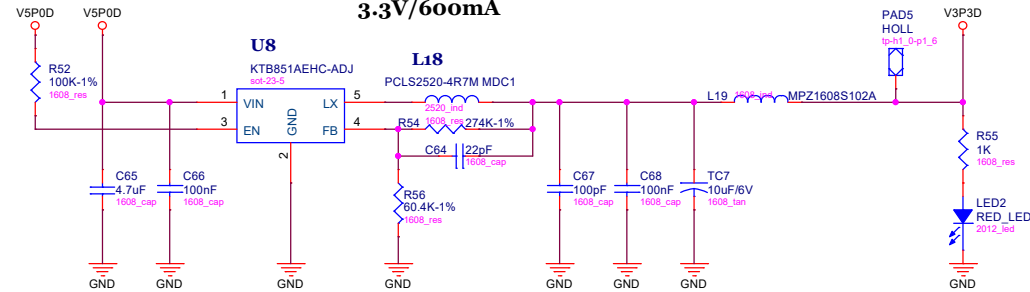 3.3V/600mA
V5P0D
V5P0D
PAD5
HOLL
tp-h1_0-p1_6
V3P3D
U8
KTB851AEHC-ADJ
sot-23-5
L18
PCLS2520-4R7M MDC1
2520_ind
R52
100K-1%
1608_res
1
VIN
LX
5
3
EN
FB
4
GND
2
L19
1608_ind
MPZ1608S102A
R54
1608_res
274K-1%
C64
22pF
1608_cap
R55
1K
1608_res
C65
4.7uF
1608_cap
C66
100nF
1608_cap
R56
60.4K-1%
1608_res
C67
100pF
1608_cap
C68
100nF
1608_cap
TC7
10uF/6V
1608_tan
LED2
RED_LED
2012_led
GND
GND
GND
GND
GND
GND
GND
GND